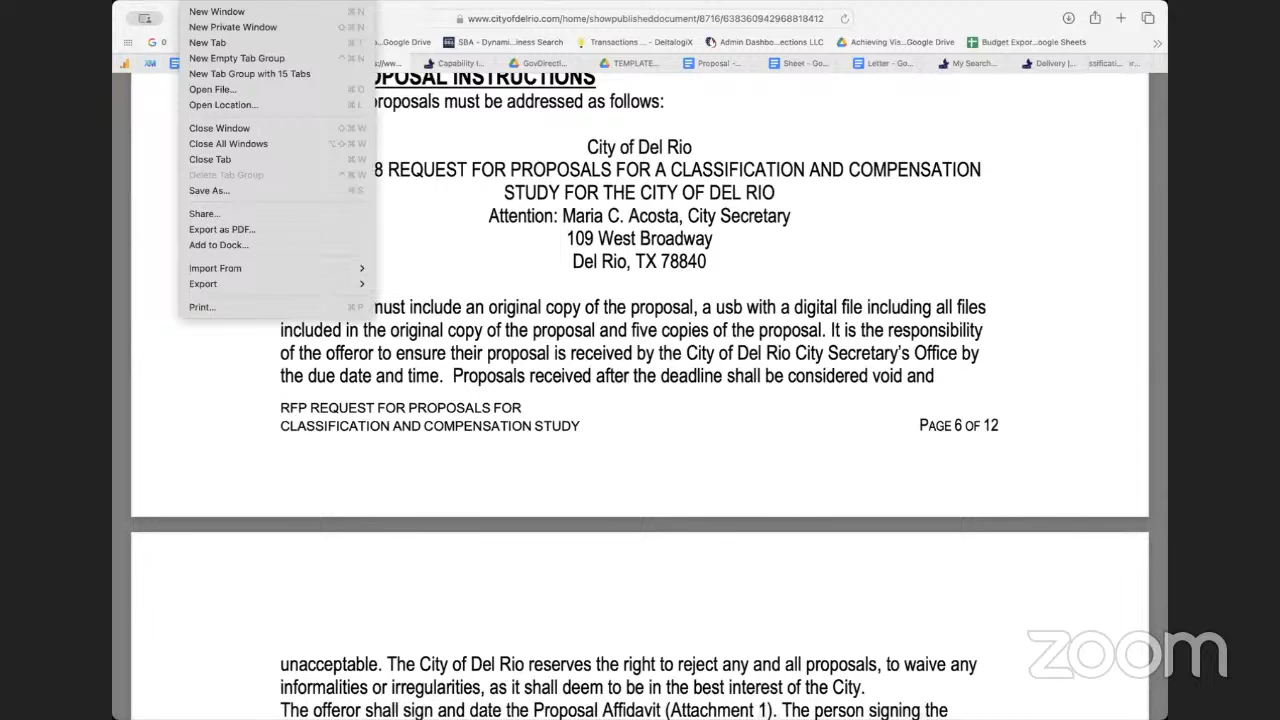 New Window ⌘ N
New Private Window ⇧⌘ N
New Tab ⌘ T
New Empty Tab Group ^⌘ N
New Tab Group with 15 Tabs
Open File... ⌘ O
Open Location... ⌘ L
Close Window ⇧⌘ W
Close All Windows ⌥⇧⌘ W
Close Tab ⌘ W
Delete Tab Group ^⌘ W
Save As... ⌘ S
Share...
Export as PDF...
Add to Dock...
Import From
Export
Print... ⌘ P
www.cityofdelrio.com/home/showpublisheddocument/8716/638360942968818412
G 0
...Google Drive
SBA - Dynami...iness Search
Transactions ... - DeltalogiX
Admin Dashbo...ections LLC
Achieving Vis...Google Drive
Budget Expor...oogle Sheets
://ww...
Capability I...
GovDirecti...
TEMPLATE...
Proposal -...
Sheet - Go...
Letter - Go...
My Search...
Delivery |...
ssificati...
OPOSAL INSTRUCTIONS
proposals must be addressed as follows:
City of Del Rio
8 REQUEST FOR PROPOSALS FOR A CLASSIFICATION AND COMPENSATION
STUDY FOR THE CITY OF DEL RIO
Attention: Maria C. Acosta, City Secretary
109 West Broadway
Del Rio, TX 78840
must include an original copy of the proposal, a usb with a digital file including all files
included in the original copy of the proposal and five copies of the proposal. It is the responsibility
of the offeror to ensure their proposal is received by the City of Del Rio City Secretary's Office by
the due date and time. Proposals received after the deadline shall be considered void and
RFP REQUEST FOR PROPOSALS FOR
CLASSIFICATION AND COMPENSATION STUDY
PAGE 6 OF 12
unacceptable. The City of Del Rio reserves the right to reject any and all proposals, to waive any
informalities or irregularities, as it shall deem to be in the best interest of the City.
The offeror shall sign and date the Proposal Affidavit (Attachment 1). The person signing the
zoom